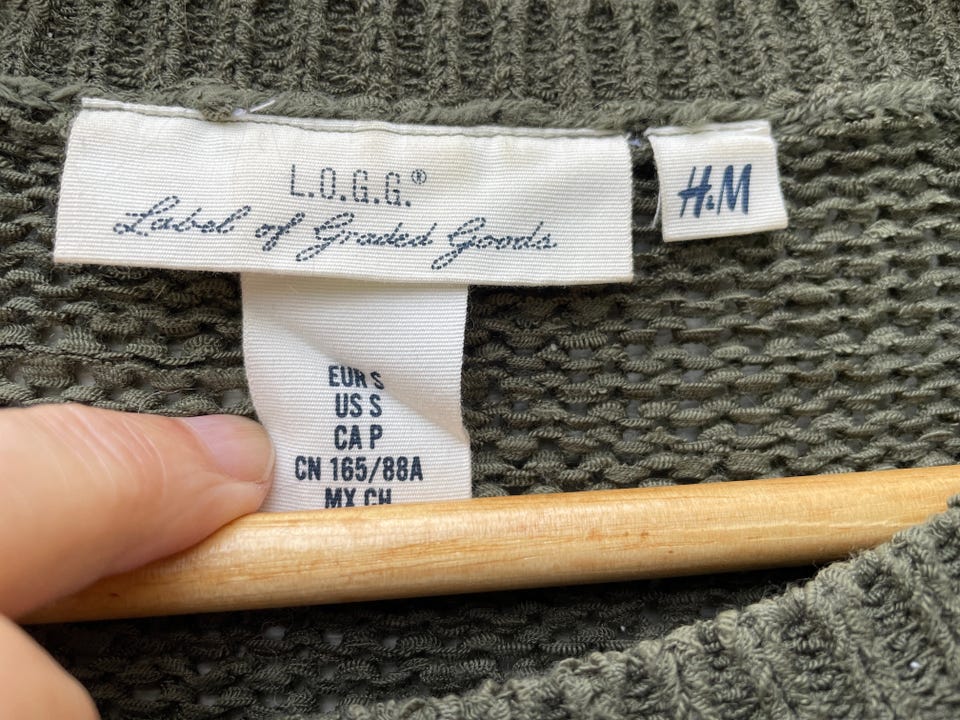 L.O.G.G.®
Label of Graded Goods
H&M
EUR S
US S
CA P
CN 165/88A
MX CH